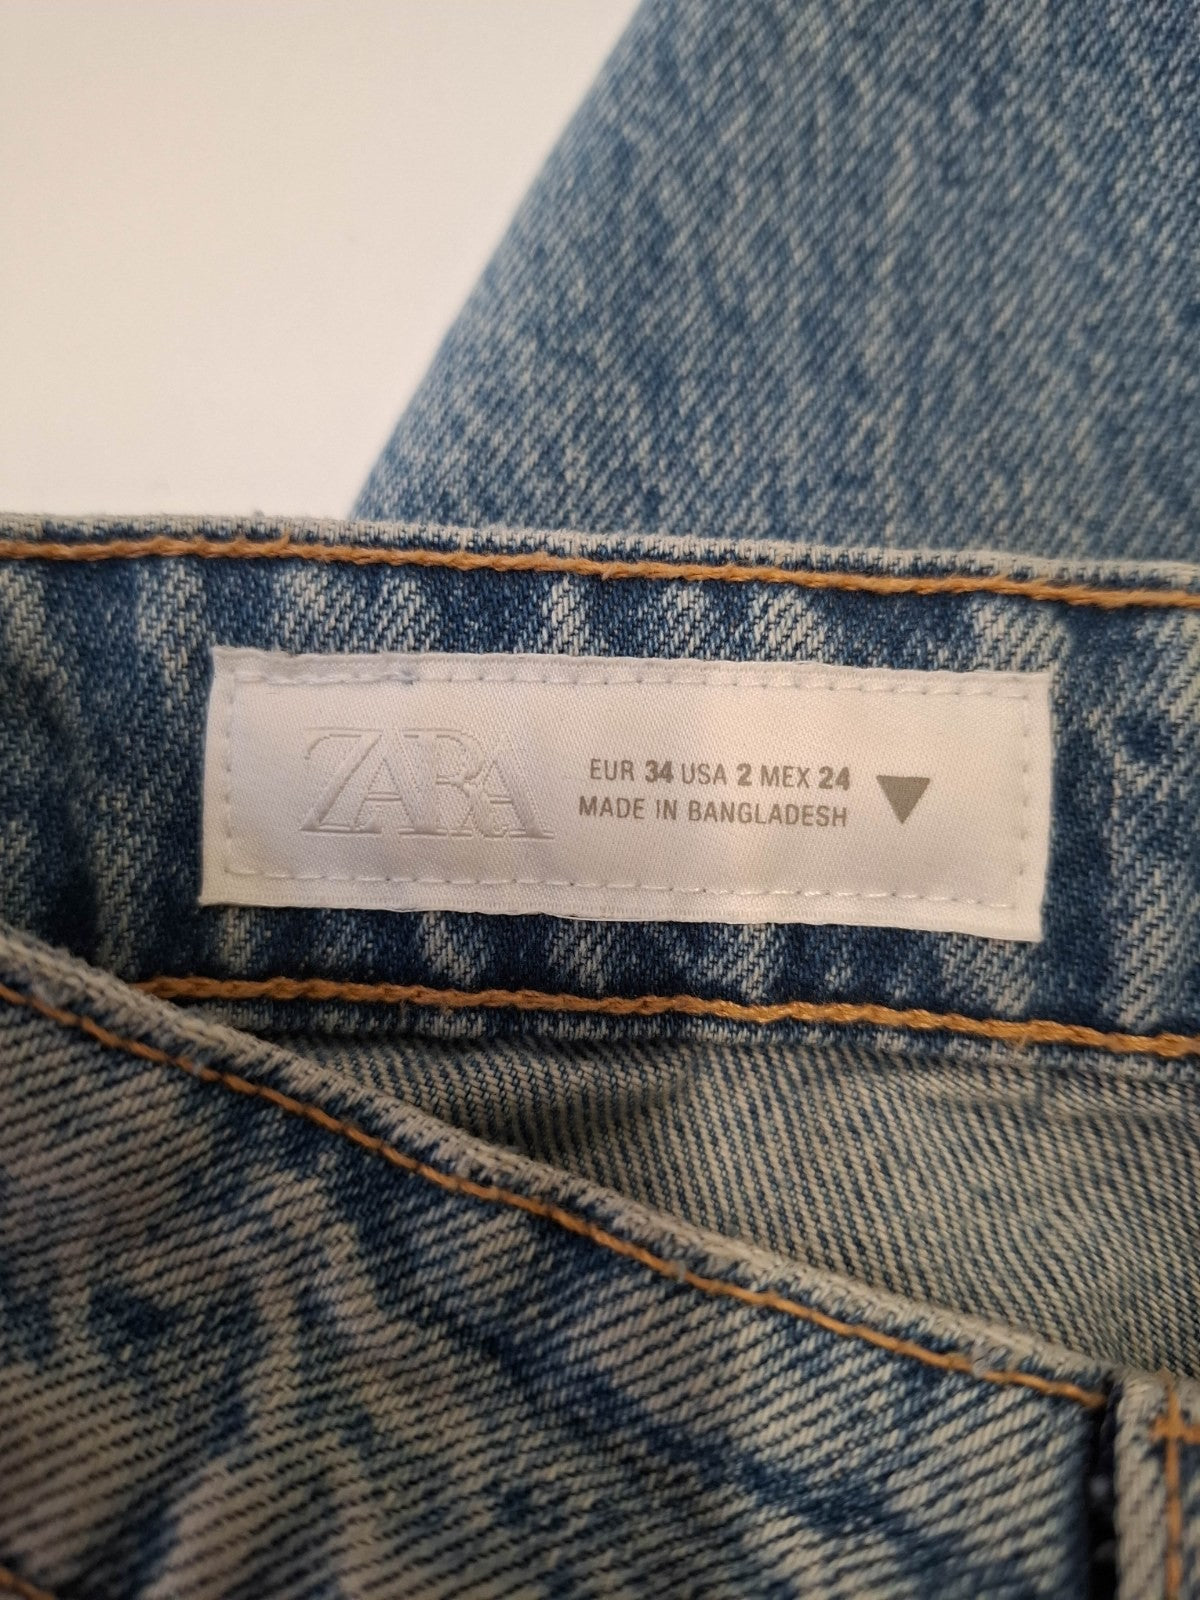 ZARA
EUR 34 USA 2 MEX 24
MADE IN BANGLADESH